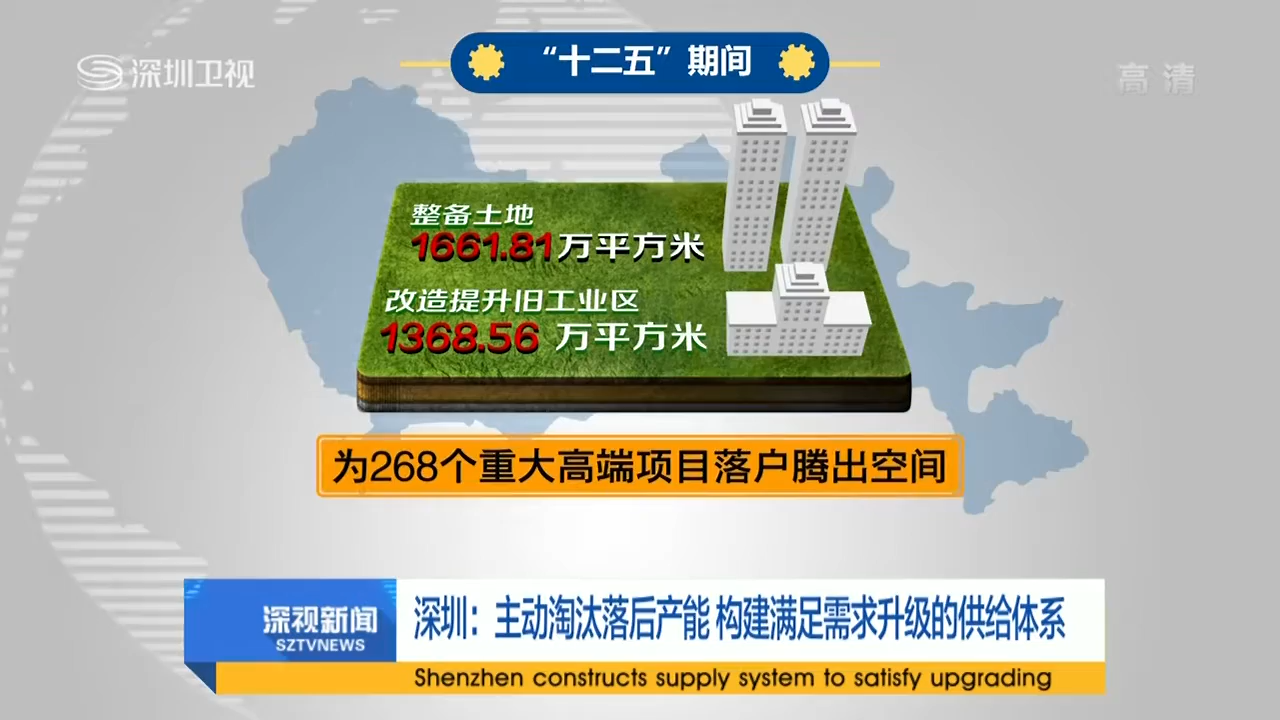 “十二五”期间
深圳卫视
高清
整备土地
1661.81万平方米
改造提升旧工业区
1368.56 万平方米
为268个重大高端项目落户腾出空间
深视新闻
SZTVNEWS
深圳：主动淘汰落后产能 构建满足需求升级的供给体系
Shenzhen constructs supply system to satisfy upgrading